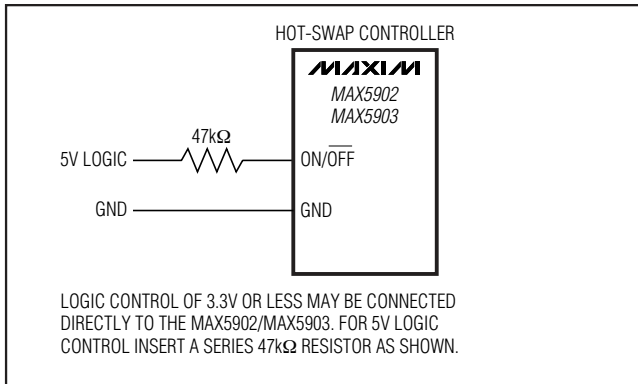 HOT-SWAP CONTROLLER
MAXIM
MAX5902
MAX5903
47kΩ
5V LOGIC
ON/O̅F̅F̅
GND
GND
LOGIC CONTROL OF 3.3V OR LESS MAY BE CONNECTED
DIRECTLY TO THE MAX5902/MAX5903. FOR 5V LOGIC
CONTROL INSERT A SERIES 47kΩ RESISTOR AS SHOWN.